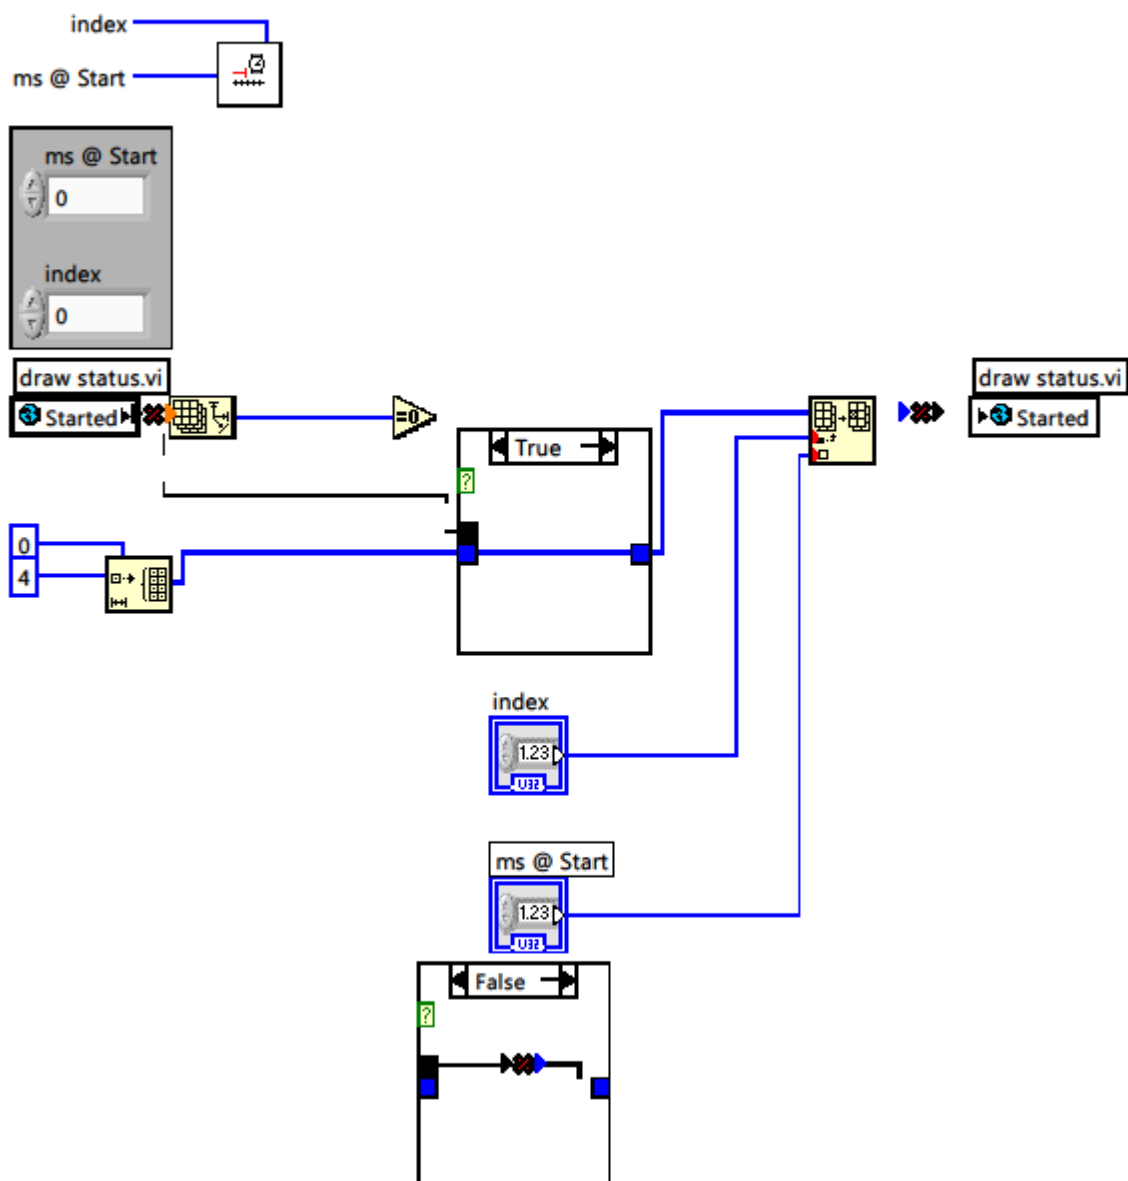 index
ms @ Start
ms @ Start
0
index
0
draw status.vi
Started
=0
True
?
draw status.vi
Started
0
4
index
1.23
U32
ms @ Start
1.23
U32
False
?